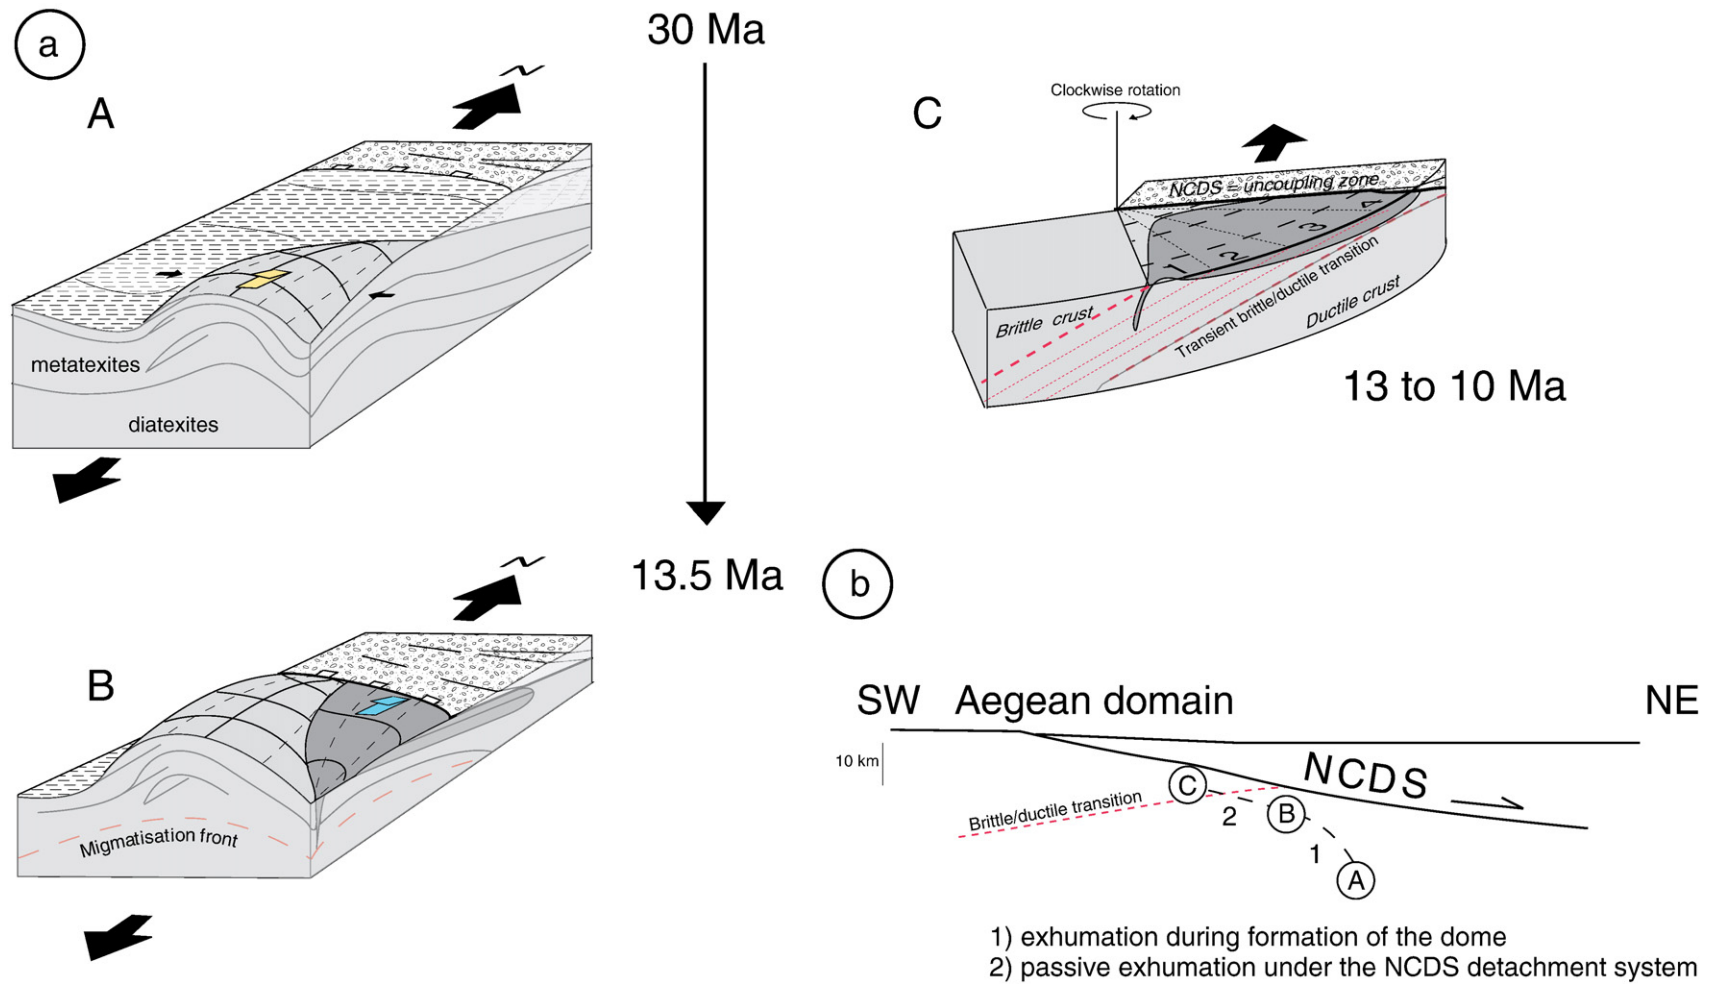 a
30 Ma
A
N
metatexites
diatexites
C
Clockwise rotation
NCDS = uncoupling zone
1
2
3
4
Brittle crust
Transient brittle/ductile transition
Ductile crust
13 to 10 Ma
13.5 Ma
B
N
Migmatisation front
b
SW Aegean domain NE
10 km
NCDS
Brittle/ductile transition
C
2
B
1
A
1) exhumation during formation of the dome
2) passive exhumation under the NCDS detachment system